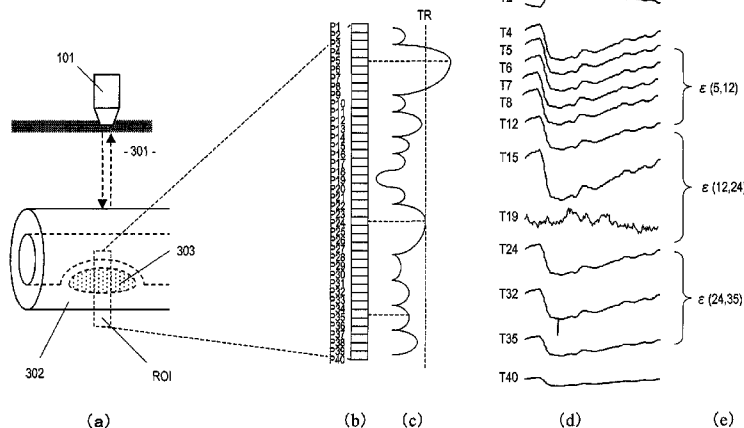 101
-301-
303
302
ROI
(a)
P1
P2
P3
P4
P5
P6
P7
P8
P9
P10
P11
P12
P13
P14
P15
P16
P17
P18
P19
P20
P21
P22
P23
P24
P25
P26
P27
P28
P29
P30
P31
P32
P33
P34
P35
P36
P37
P38
P39
P40
(b)
TR
(c)
T4
T5
T6
T7
T8
T12
T15
T19
T24
T32
T35
T40
(d)
ε (5,12)
ε (12,24)
ε (24,35)
(e)